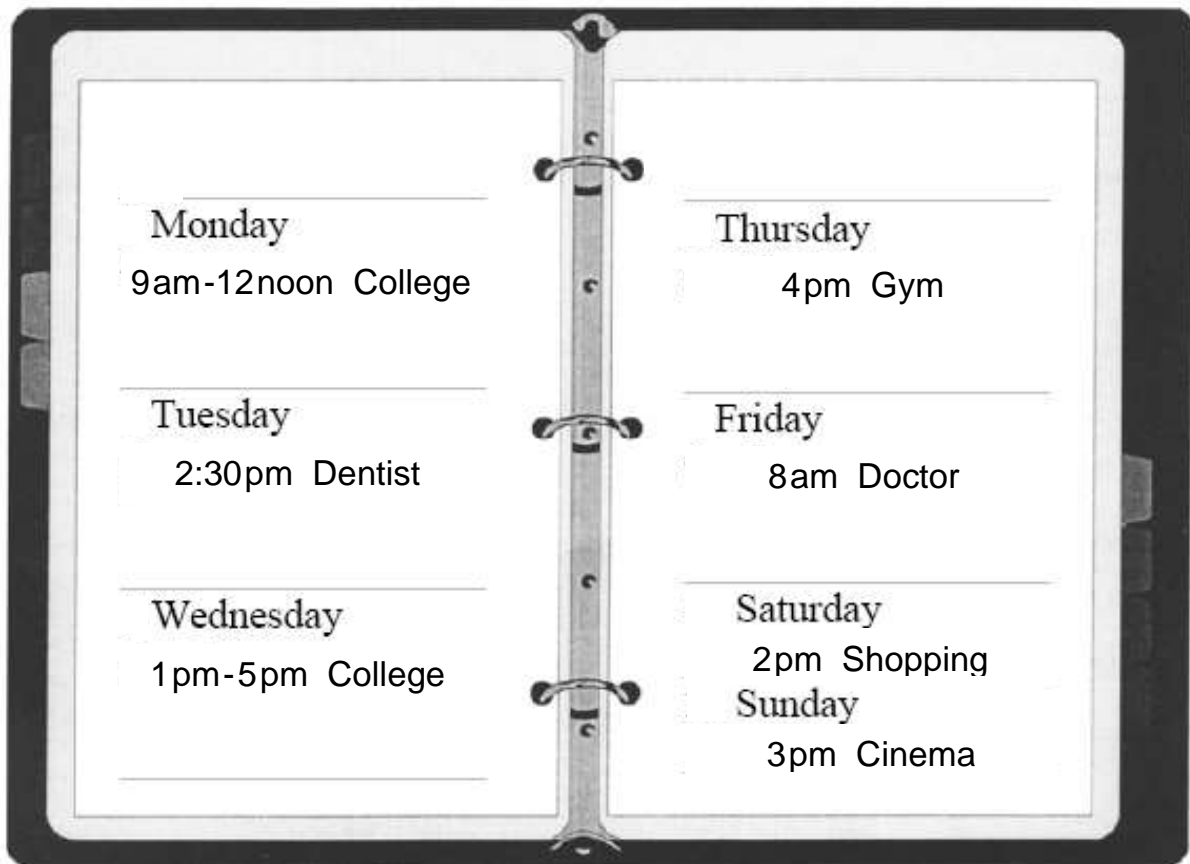 Monday
9am-12noon College
Tuesday
2:30pm Dentist
Wednesday
1pm-5pm College
Thursday
4pm Gym
Friday
8am Doctor
Saturday
2pm Shopping
Sunday
3pm Cinema